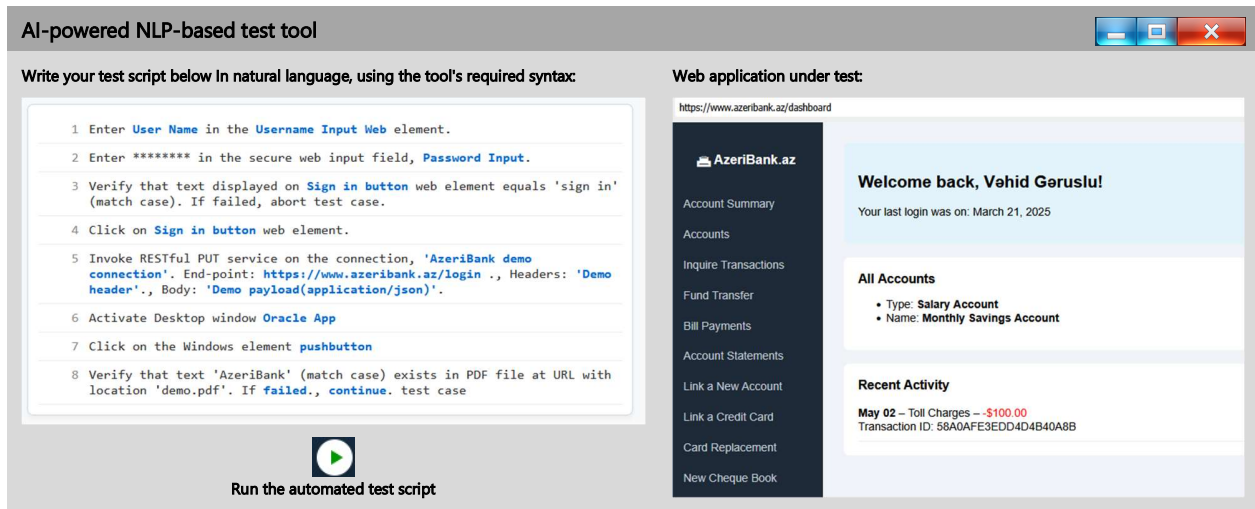 AI-powered NLP-based test tool
Write your test script below In natural language, using the tool's required syntax:
1 Enter User Name in the Username Input Web element.
2 Enter ******** in the secure web input field, Password Input.
3 Verify that text displayed on Sign in button web element equals 'sign in'
(match case). If failed, abort test case.
4 Click on Sign in button web element.
5 Invoke RESTful PUT service on the connection, 'AzeriBank demo
connection'. End-point: https://www.azeribank.az/login ., Headers: 'Demo
header'., Body: 'Demo payload(application/json)'.
6 Activate Desktop window Oracle App
7 Click on the Windows element pushbutton
8 Verify that text 'AzeriBank' (match case) exists in PDF file at URL with
location 'demo.pdf'. If failed., continue. test case
Run the automated test script
Web application under test:
https://www.azeribank.az/dashboard
AzeriBank.az
Account Summary
Accounts
Inquire Transactions
Fund Transfer
Bill Payments
Account Statements
Link a New Account
Link a Credit Card
Card Replacement
New Cheque Book
Welcome back, Vəhid Gəruslu!
Your last login was on: March 21, 2025
All Accounts
• Type: Salary Account
• Name: Monthly Savings Account
Recent Activity
May 02 – Toll Charges – -$100.00
Transaction ID: 58A0AFE3EDD4D4B40A8B